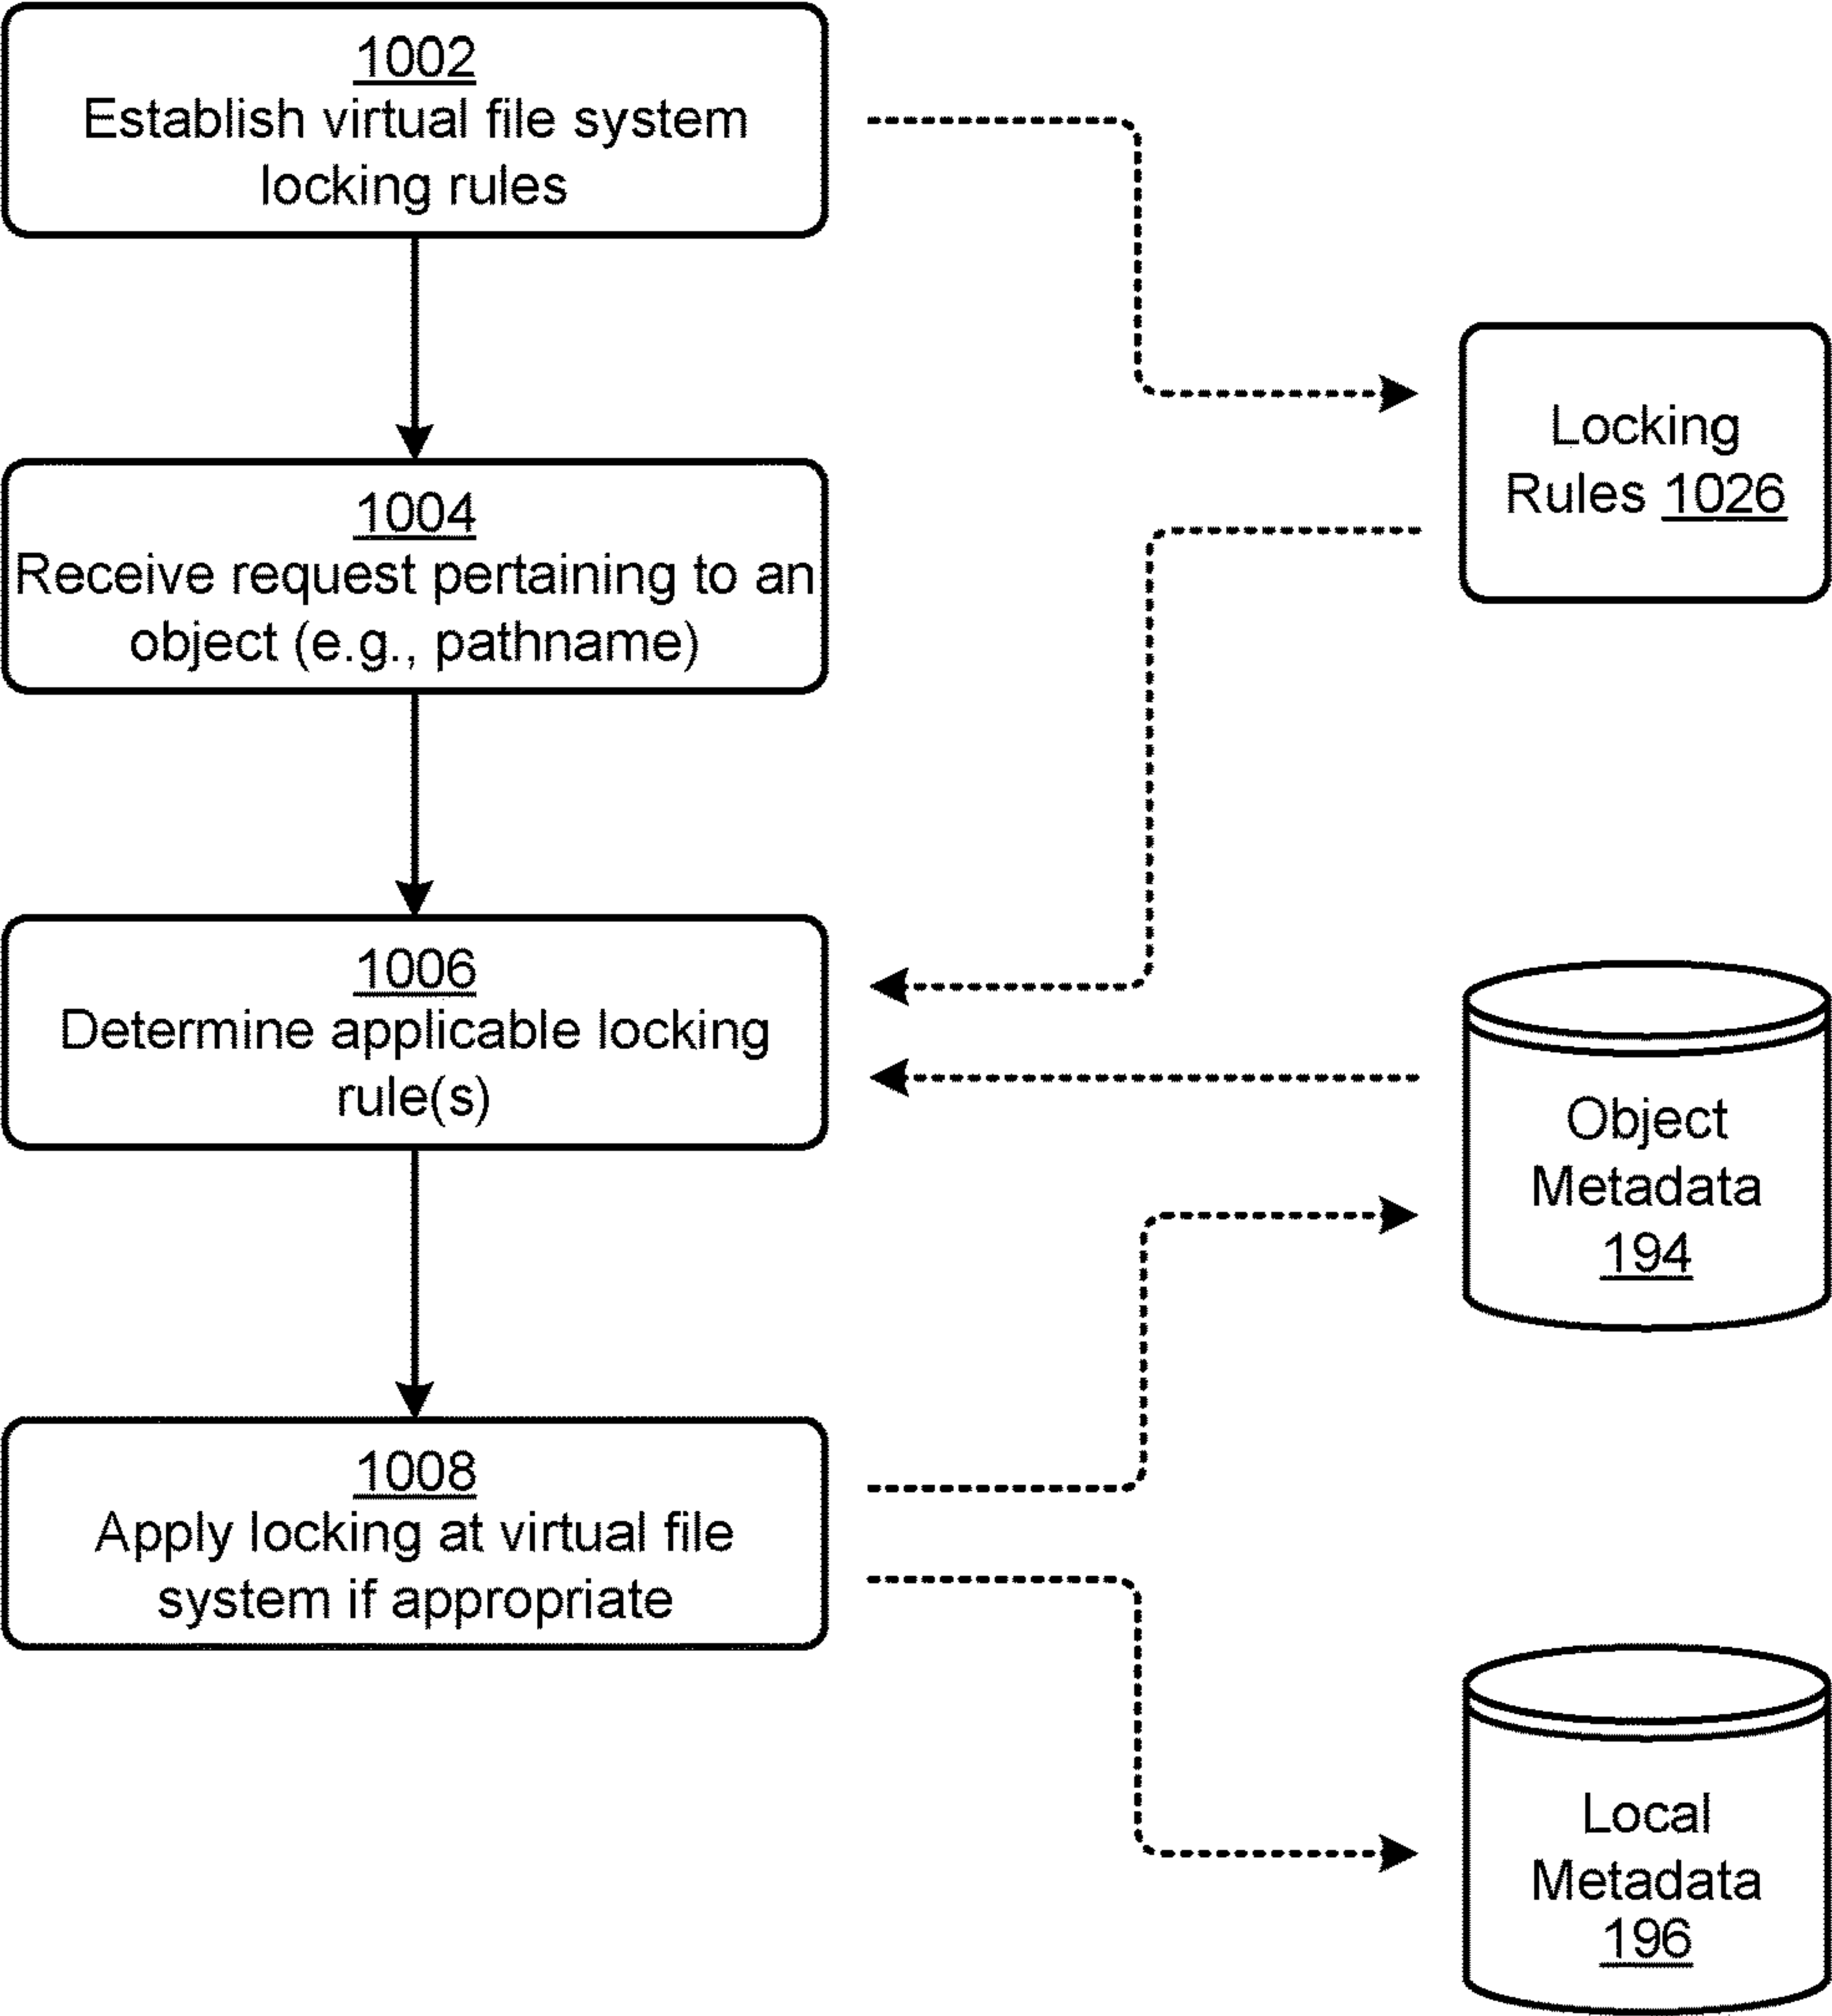 1002
Establish virtual file system
locking rules
1004
Receive request pertaining to an
object (e.g., pathname)
1006
Determine applicable locking
rule(s)
1008
Apply locking at virtual file
system if appropriate
Locking
Rules 1026
Object
Metadata
194
Local
Metadata
196